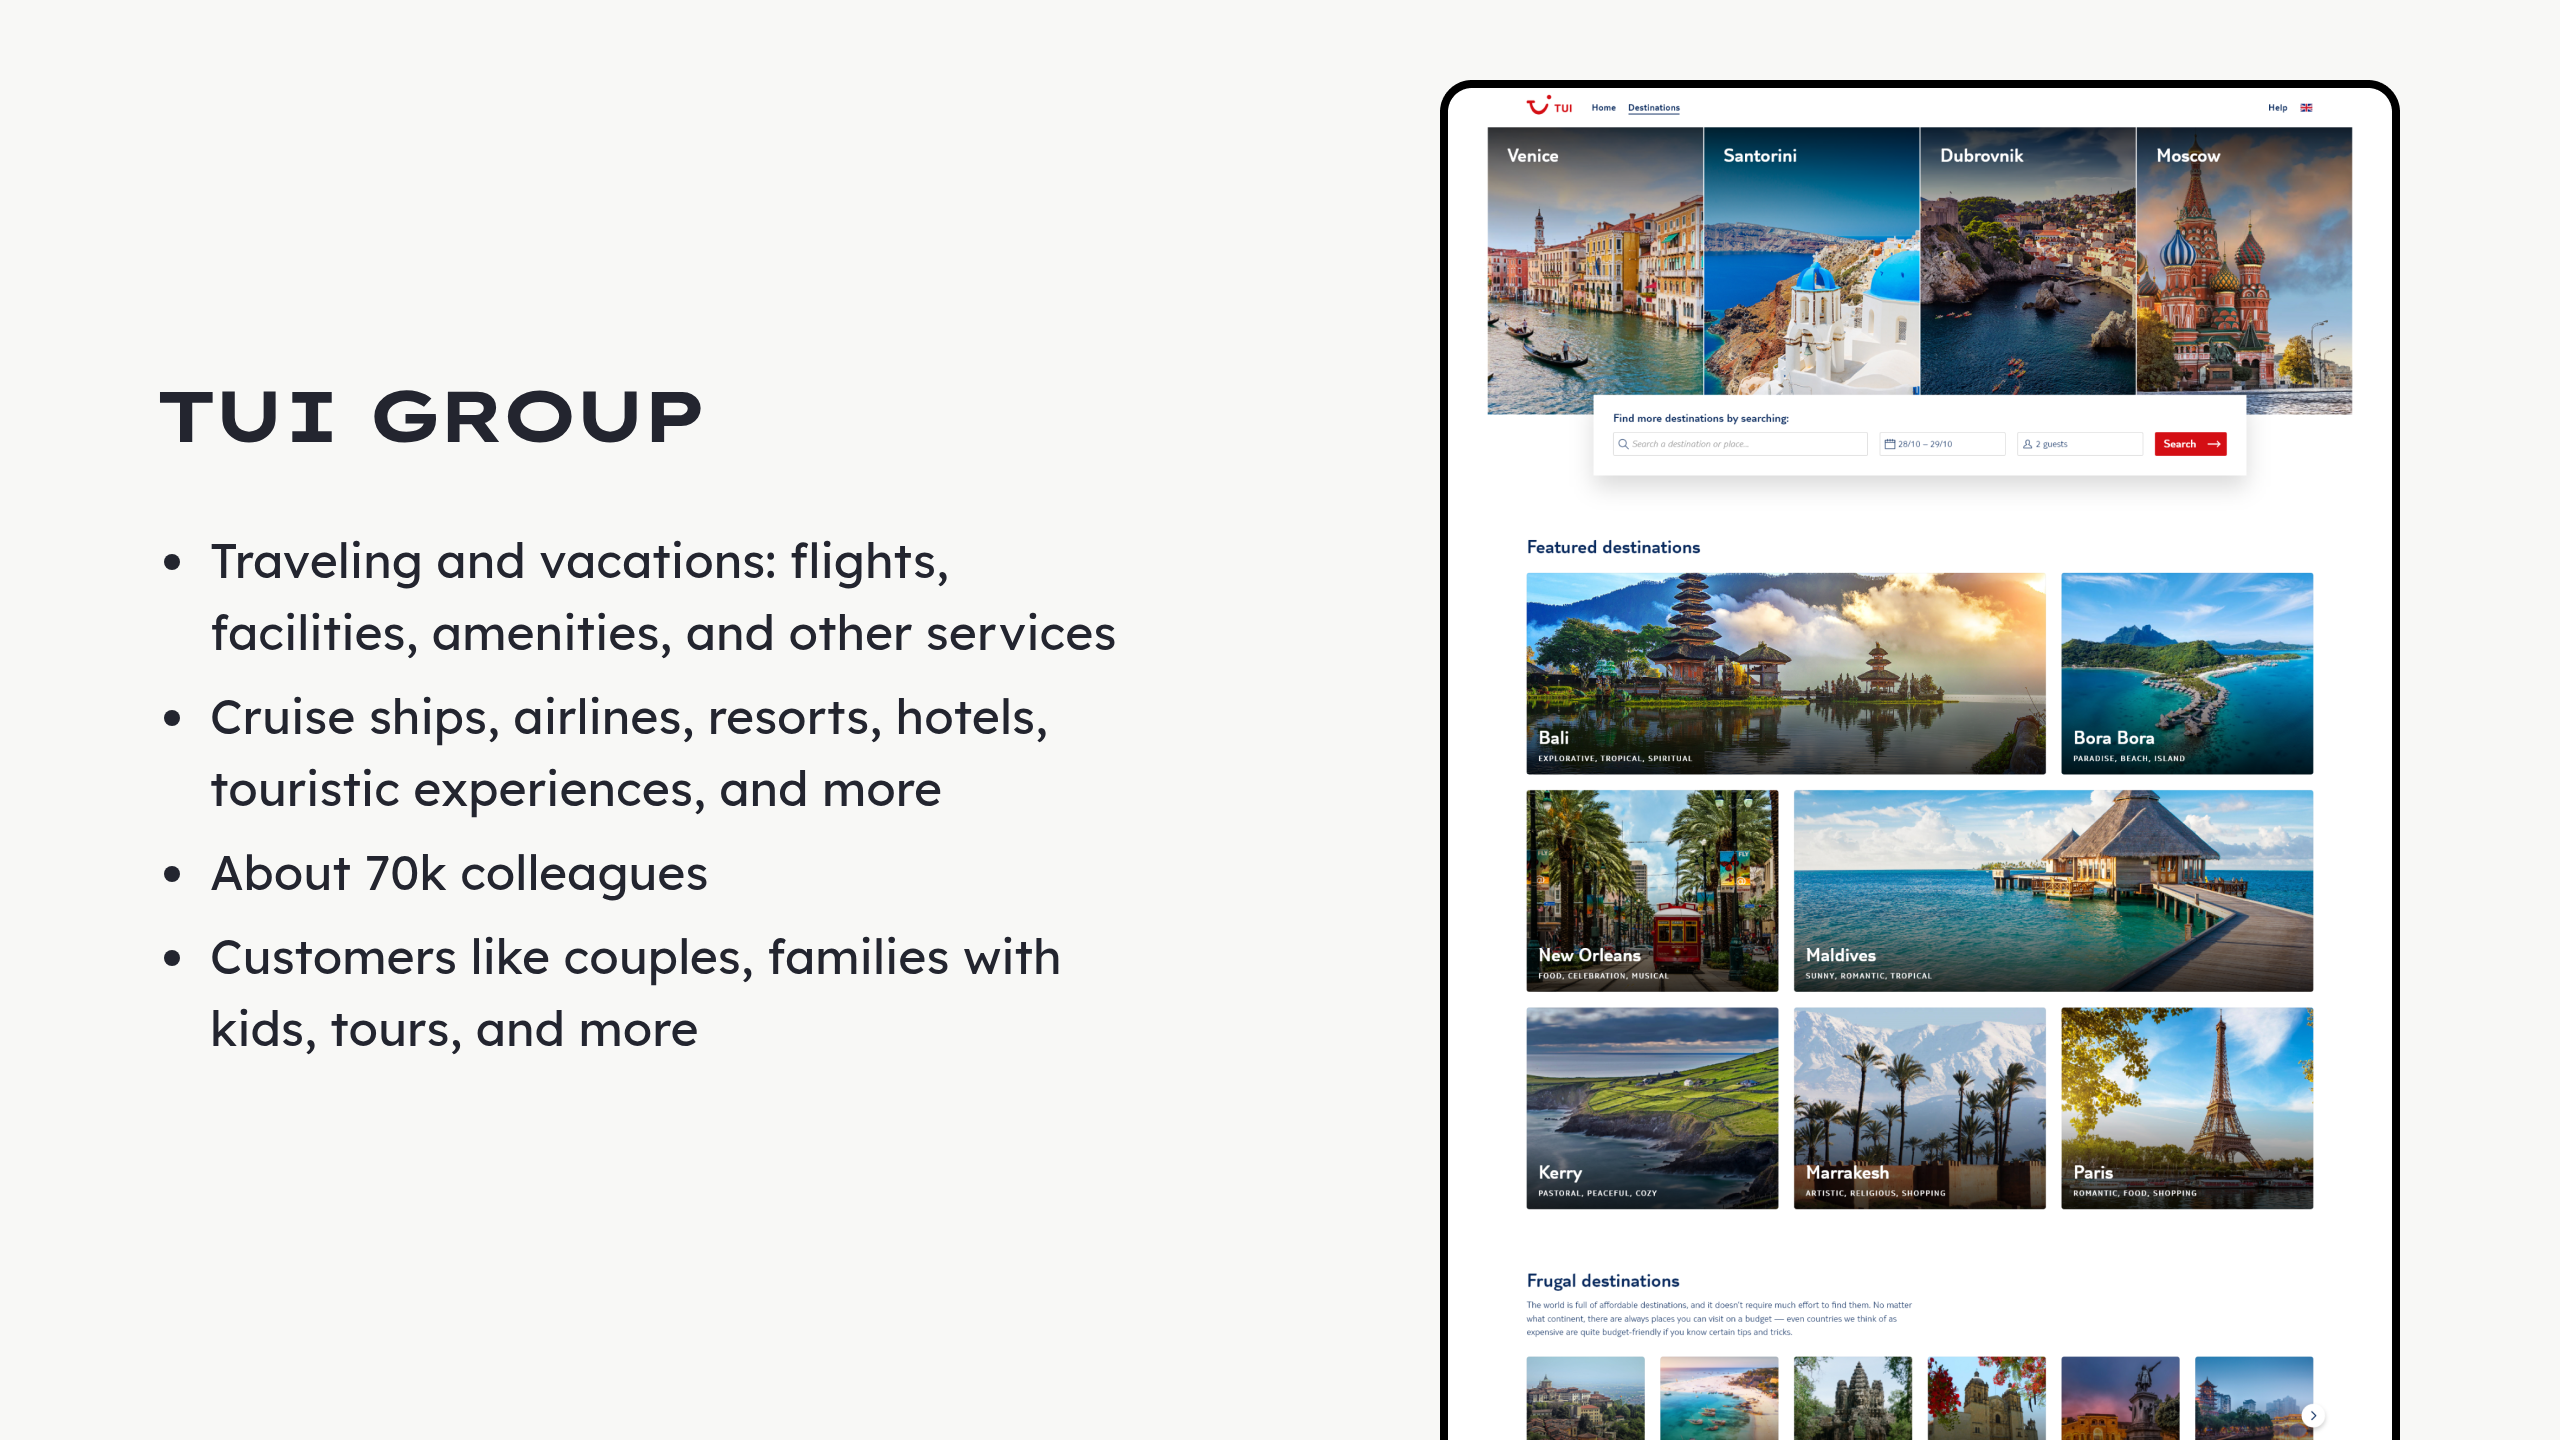 TUI GROUP
Traveling and vacations: flights,
facilities, amenities, and other services
Cruise ships, airlines, resorts, hotels,
touristic experiences, and more
About 70k colleagues
Customers like couples, families with
kids, tours, and more
TUI Home Destinations Help
Venice Santorini Dubrovnik Moscow
Find more destinations by searching:
Search a destination or place... 28/10 – 29/10 2 guests Search
Featured destinations
Bali
EXPLORATIVE, TROPICAL, SPIRITUAL
Bora Bora
PARADISE, BEACH, ISLAND
New Orleans
FOOD, CELEBRATION, MUSICAL
Maldives
SUNNY, ROMANTIC, TROPICAL
Kerry
PASTORAL, PEACEFUL, COZY
Marrakesh
ARTISTIC, RELIGIOUS, SHOPPING
Paris
ROMANTIC, FOOD, SHOPPING
Frugal destinations
The world is full of affordable destinations, and it doesn't require much effort to find them. No matter
what continent, there are always places you can visit on a budget — even countries we think of as
expensive are quite budget-friendly if you know certain tips and tricks.